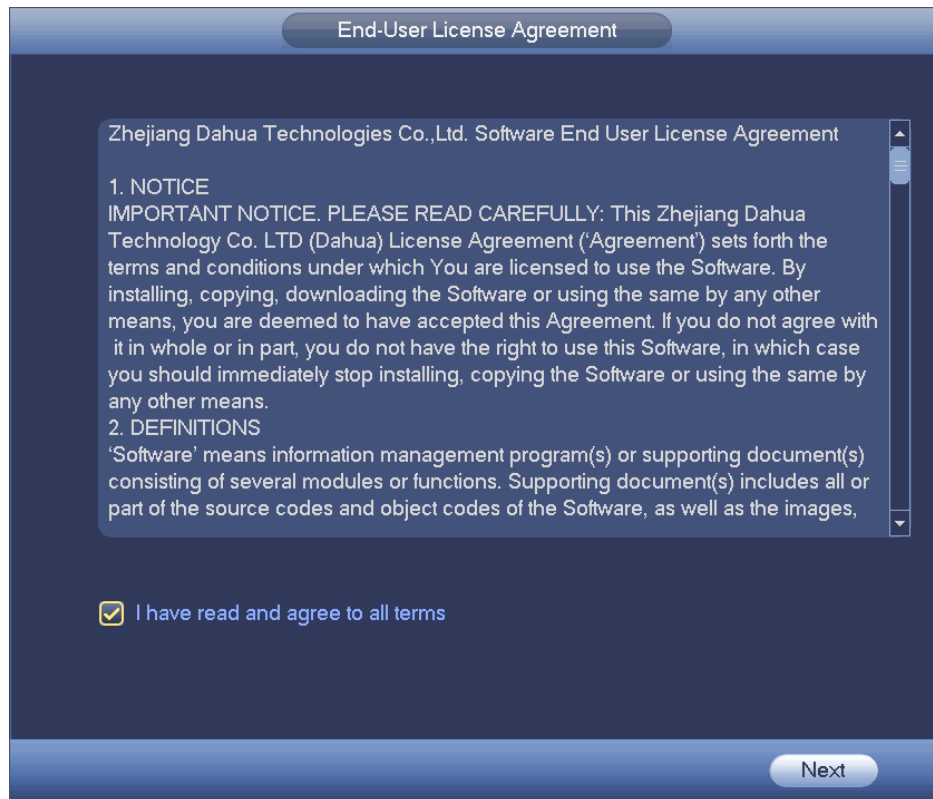 End-User License Agreement
Zhejiang Dahua Technologies Co.,Ltd. Software End User License Agreement
1. NOTICE
IMPORTANT NOTICE. PLEASE READ CAREFULLY: This Zhejiang Dahua
Technology Co. LTD (Dahua) License Agreement (‘Agreement’) sets forth the
terms and conditions under which You are licensed to use the Software. By
installing, copying, downloading the Software or using the same by any other
means, you are deemed to have accepted this Agreement. If you do not agree with
it in whole or in part, you do not have the right to use this Software, in which case
you should immediately stop installing, copying the Software or using the same by
any other means.
2. DEFINITIONS
‘Software’ means information management program(s) or supporting document(s)
consisting of several modules or functions. Supporting document(s) includes all or
part of the source codes and object codes of the Software, as well as the images,
I have read and agree to all terms
Next